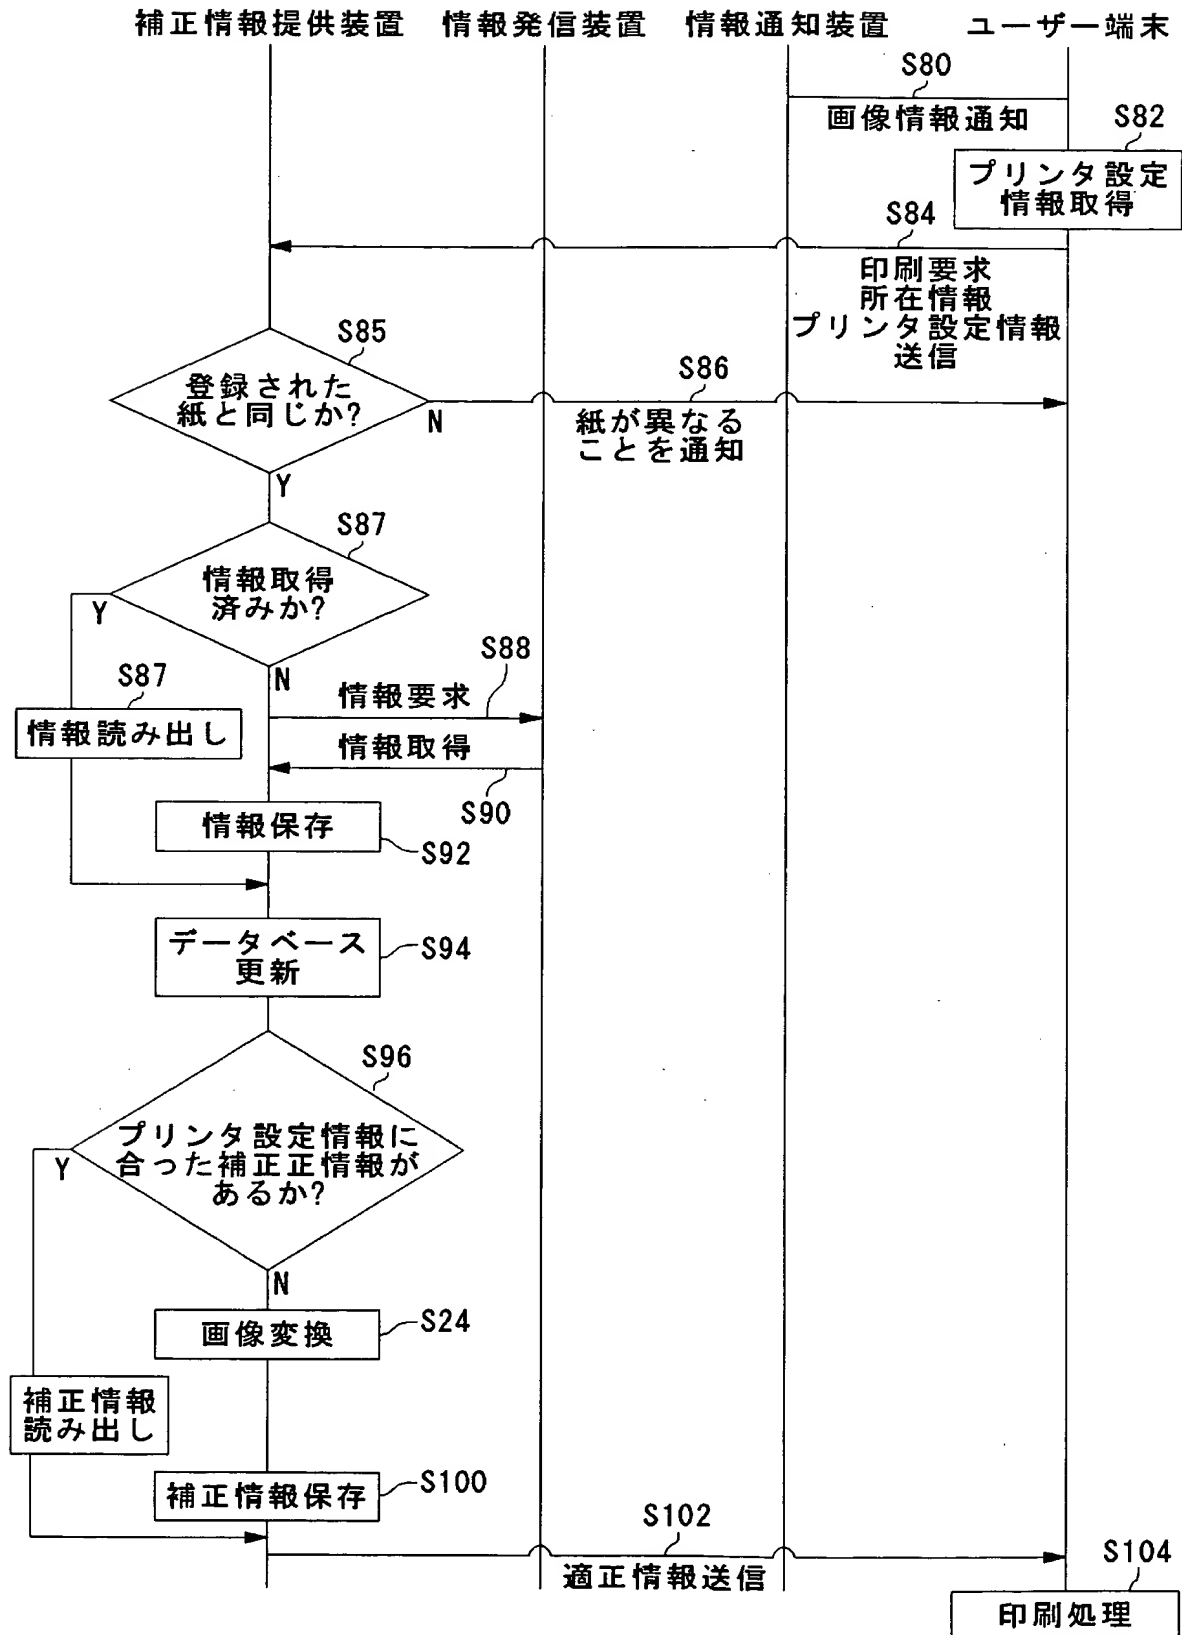 補正情報提供装置 情報発信装置 情報通知装置 ユーザー端末
S80
画像情報通知
S82
プリンタ設定
情報取得
S84
印刷要求
所在情報
プリンタ設定情報
送信
S85
登録された
紙と同じか?
N
Y
S86
紙が異なる
ことを通知
S87
情報取得
済みか?
Y
N
S87
情報読み出し
S88
情報要求
情報取得
S90
情報保存
S92
データベース
更新
S94
S96
プリンタ設定情報に
合った補正正情報が
あるか?
Y
N
画像変換
S24
補正情報
読み出し
補正情報保存
S100
S102
適正情報送信
S104
印刷処理